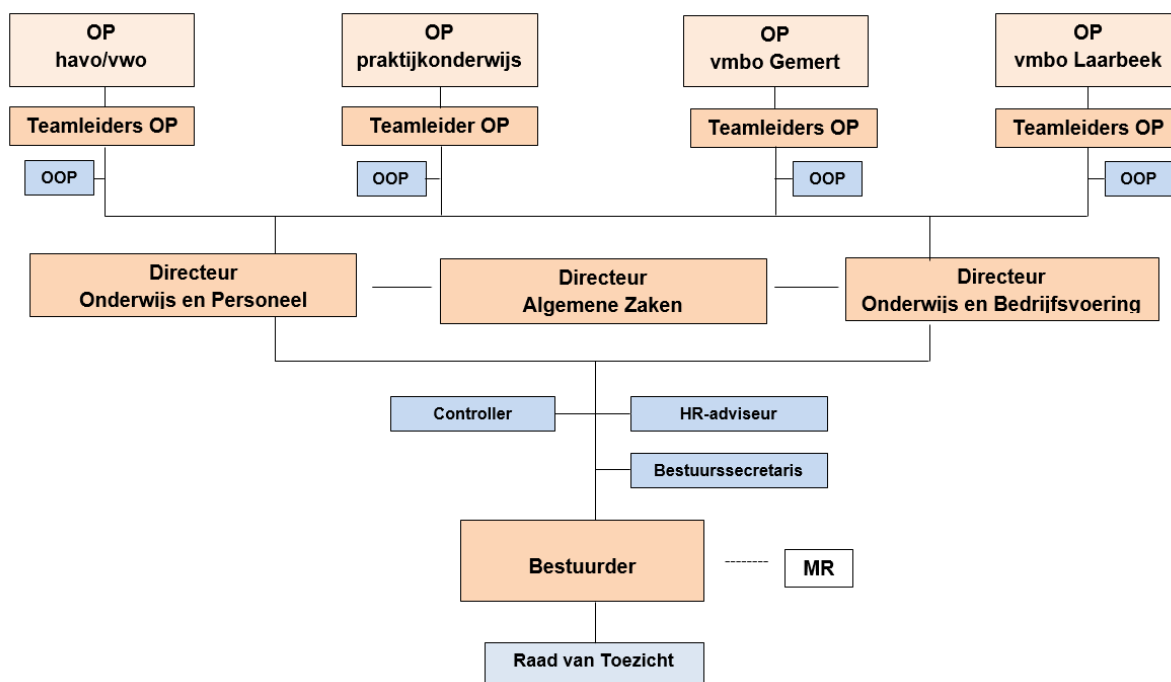 OP
havo/vwo
OP
praktijkonderwijs
OP
vmbo Gemert
OP
vmbo Laarbeek
Teamleiders OP
Teamleider OP
Teamleiders OP
Teamleiders OP
OOP
OOP
OOP
OOP
Directeur
Onderwijs en Personeel
Directeur
Algemene Zaken
Directeur
Onderwijs en Bedrijfsvoering
Controller
HR-adviseur
Bestuurssecretaris
Bestuurder
MR
Raad van Toezicht